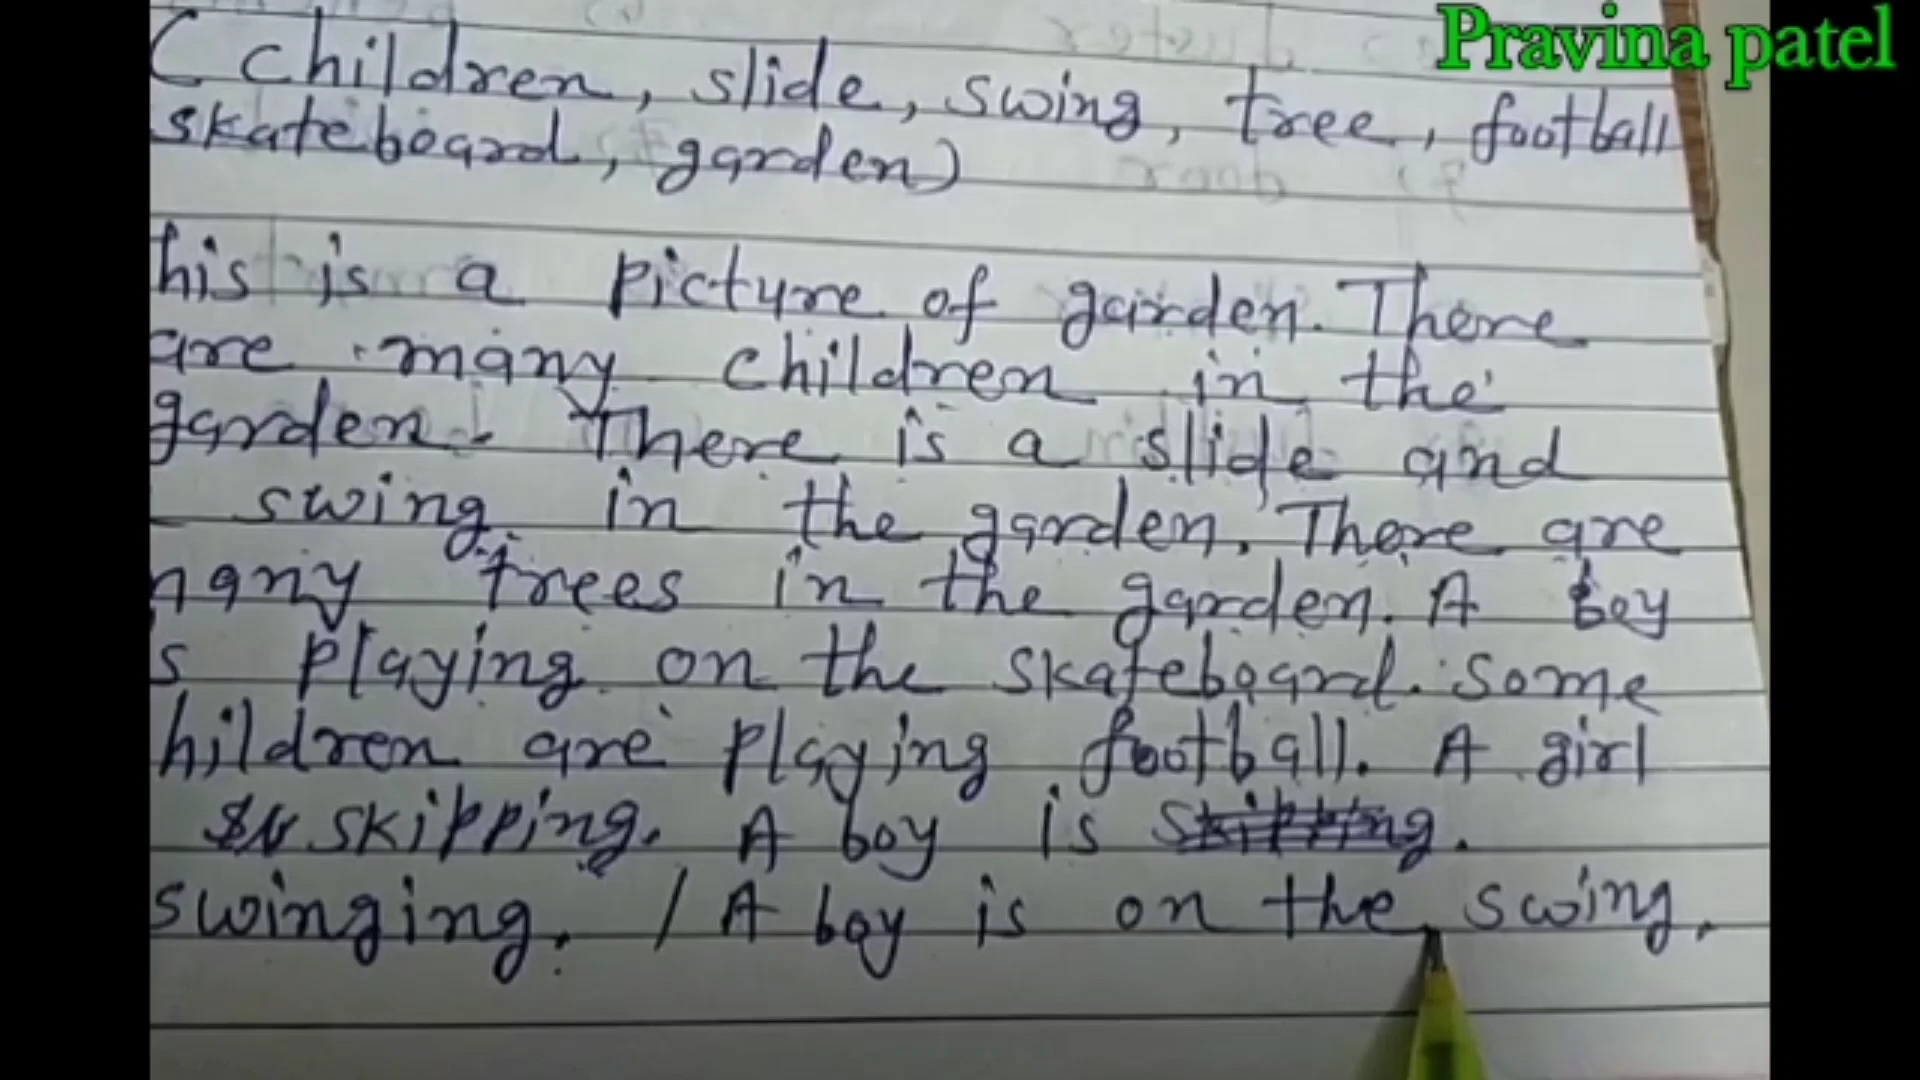 Pravina patel
( children, slide, swing, tree, football
skateboard, garden)
his is a picture of garden. There
are many children in the
garden. There is a slide and
swing in the garden. There are
many trees in the garden. A boy
s playing on the skateboard. Some
hildren are playing football. A girl
skipping. A boy is skipping.
swinging. / A boy is on the swing.